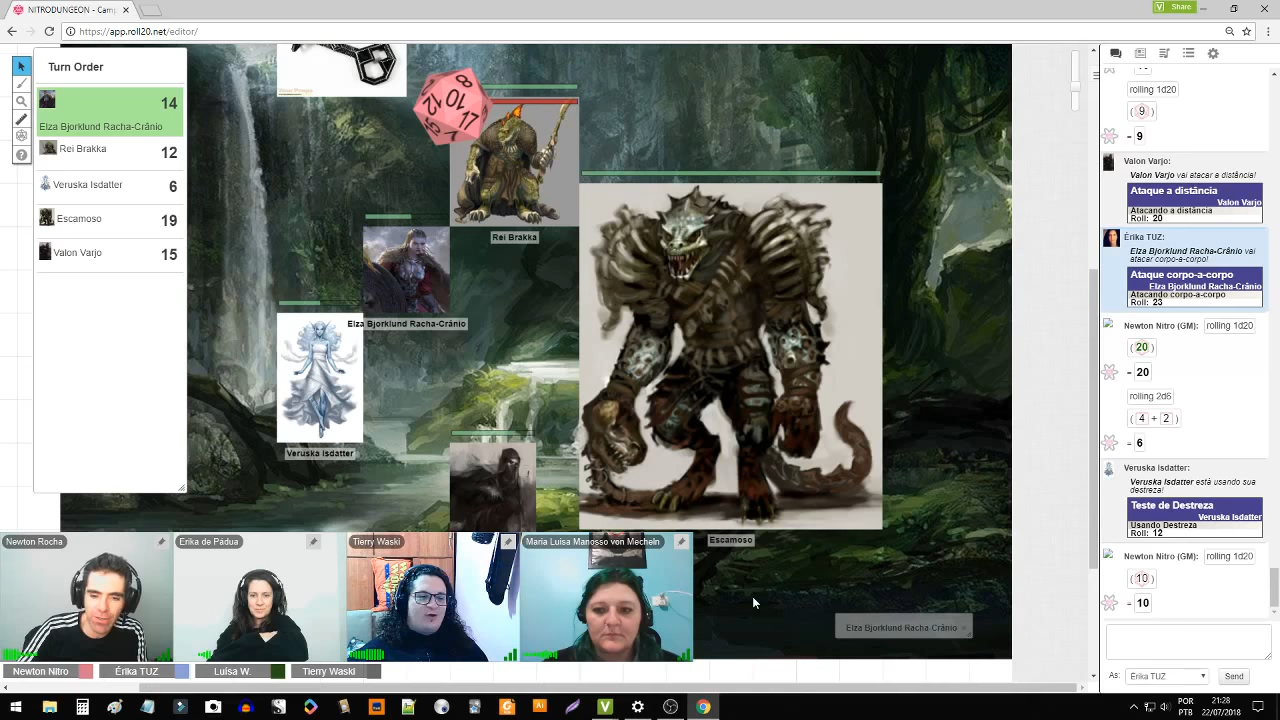 NITRODUNGEON - Camp
Share
https://app.roll20.net/editor/
Turn Order
14
Elza Bjorklund Racha-Crânio
Rei Brakka
12
Veruska Isdatter
6
Escamoso
19
Valon Varjo
15
8
10
17
12
Rei Brakka
Elza Bjorklund Racha-Crânio
Veruska Isdatter
Escamoso
Elza Bjorklund Racha Crânio
rolling 1d20
( 9 )
= 9
Valon Varjo:
Valon Varjo vai atacar a distância!
Ataque a distância
Valon Varjo
Atacando a distância
Roll: 20
Érika TUZ:
Elza Bjorklund Racha-Crânio vai
atacar corpo-a-corpo!
Ataque corpo-a-corpo
Elza Bjorklund Racha-Crânio
Atacando corpo-a-corpo
Roll: 23
Newton Nitro (GM): rolling 1d20
( 20 )
= 20
rolling 2d6
( 4 + 2 )
= 6
Veruska Isdatter:
Veruska Isdatter está usando sua
destreza!
Teste de Destreza
Veruska Isdatter
Usando Destreza
Roll: 12
Newton Nitro (GM): rolling 1d20
( 10 )
= 10
As: Érika TUZ
Send
Newton Rocha
Erika de Pádua
Tierry Waski
Maria Luisa Manosso von Mecheln
Newton Nitro
Érika TUZ
Luísa W.
Tierry Waski
POR
PTB
21:28
22/07/2018